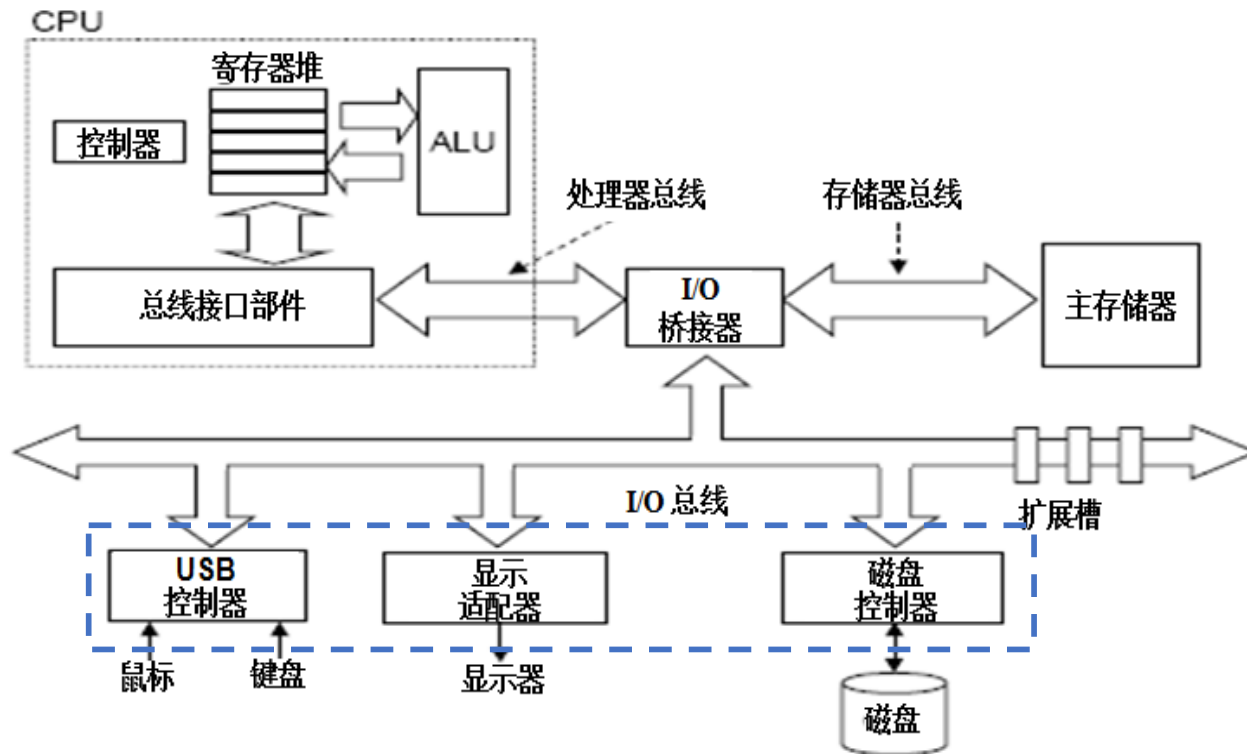 CPU
寄存器堆
控制器
ALU
处理器总线
存储器总线
总线接口部件
I/O
桥接器
主存储器
I/O 总线
扩展槽
USB
控制器
显示
适配器
磁盘
控制器
鼠标
键盘
显示器
磁盘